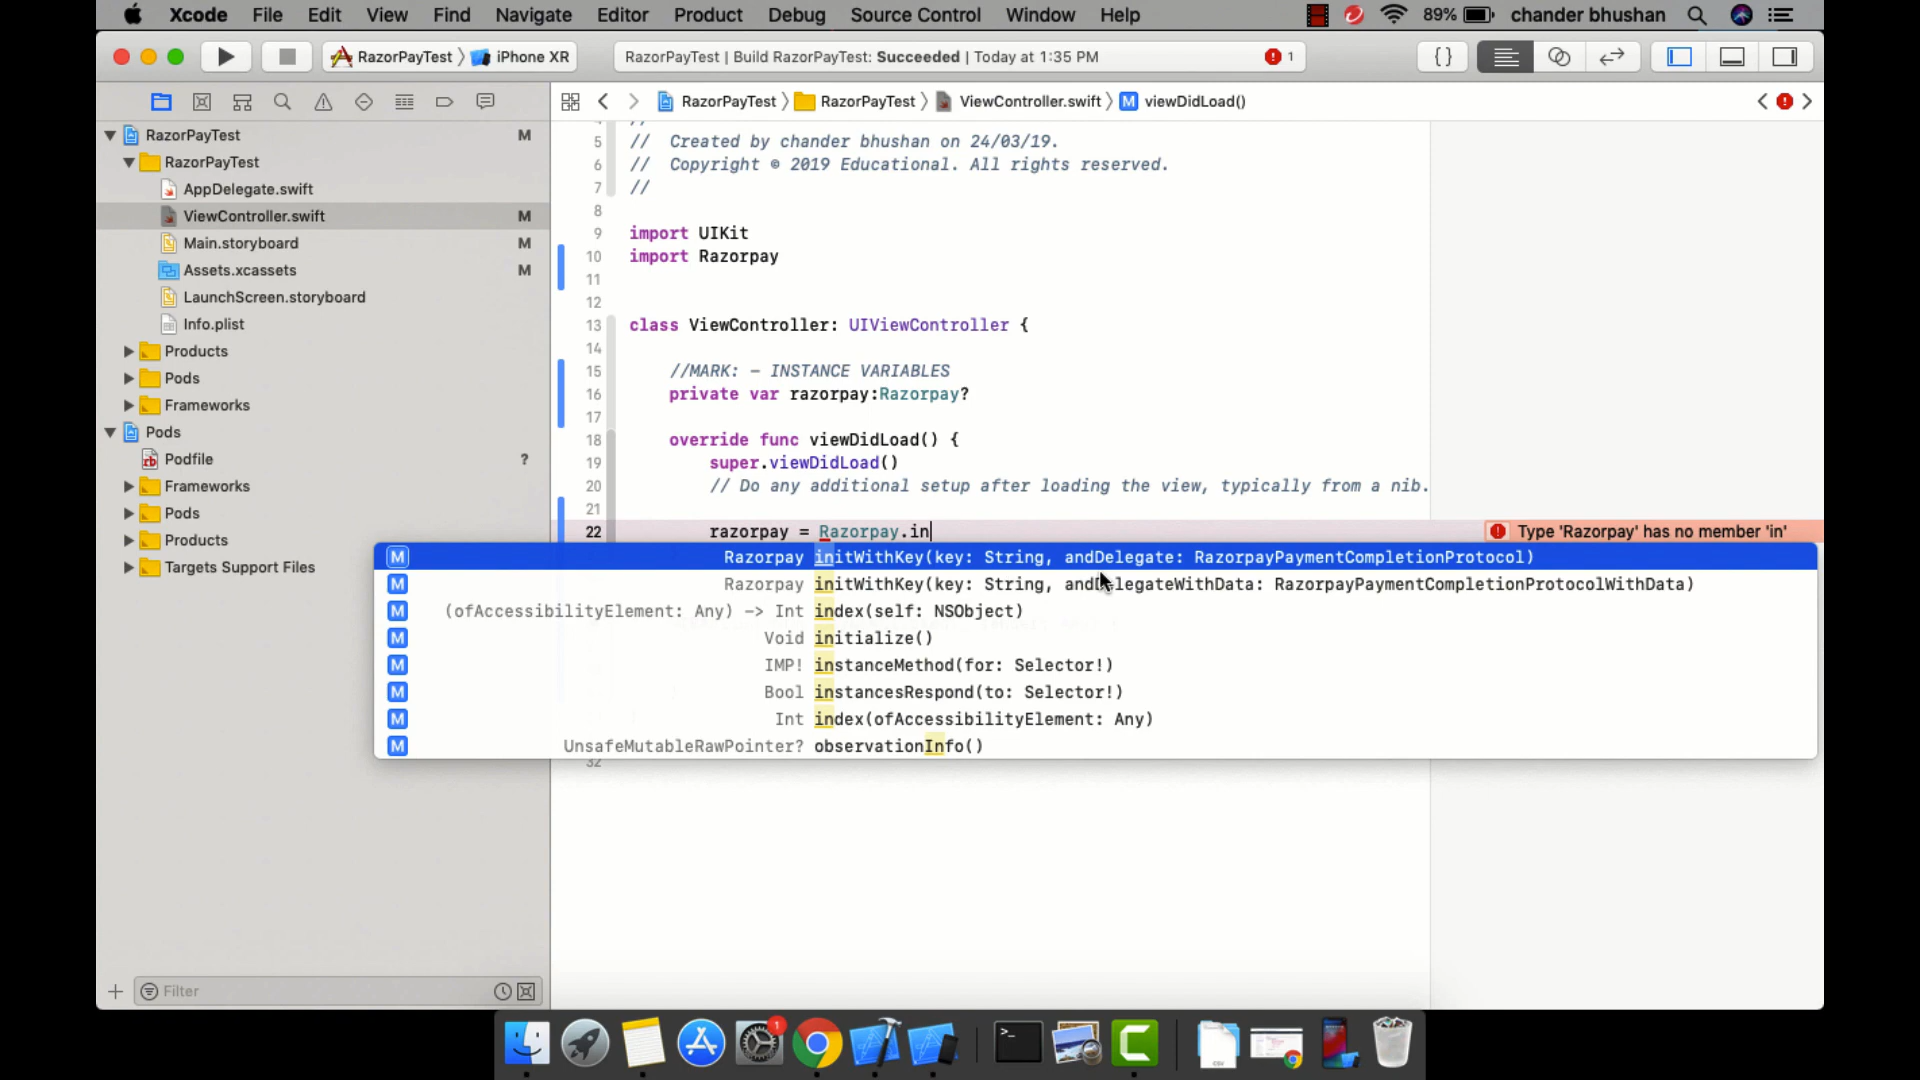 Xcode File Edit View Find Navigate Editor Product Debug Source Control Window Help 89% chander bhushan
RazorPayTest iPhone XR RazorPayTest | Build RazorPayTest: Succeeded | Today at 1:35 PM 1 {}
RazorPayTest RazorPayTest ViewController.swift M viewDidLoad()
RazorPayTest M
RazorPayTest
AppDelegate.swift
ViewController.swift M
Main.storyboard M
Assets.xcassets M
LaunchScreen.storyboard
Info.plist
Products
Pods
Frameworks
Pods
Podfile ?
Frameworks
Pods
Products
Targets Support Files
Filter
5 // Created by chander bhushan on 24/03/19.
6 // Copyright © 2019 Educational. All rights reserved.
7 //
8
9 import UIKit
10 import Razorpay
11
12
13 class ViewController: UIViewController {
14
15 //MARK: - INSTANCE VARIABLES
16 private var razorpay:Razorpay?
17
18 override func viewDidLoad() {
19 super.viewDidLoad()
20 // Do any additional setup after loading the view, typically from a nib.
21
22 razorpay = Razorpay.in Type 'Razorpay' has no member 'in'
M Razorpay initWithKey(key: String, andDelegate: RazorpayPaymentCompletionProtocol)
M Razorpay initWithKey(key: String, andDelegateWithData: RazorpayPaymentCompletionProtocolWithData)
M (ofAccessibilityElement: Any) -> Int index(self: NSObject)
M Void initialize()
M IMP! instanceMethod(for: Selector!)
M Bool instancesRespond(to: Selector!)
M Int index(ofAccessibilityElement: Any)
M UnsafeMutableRawPointer? observationInfo()
32
1